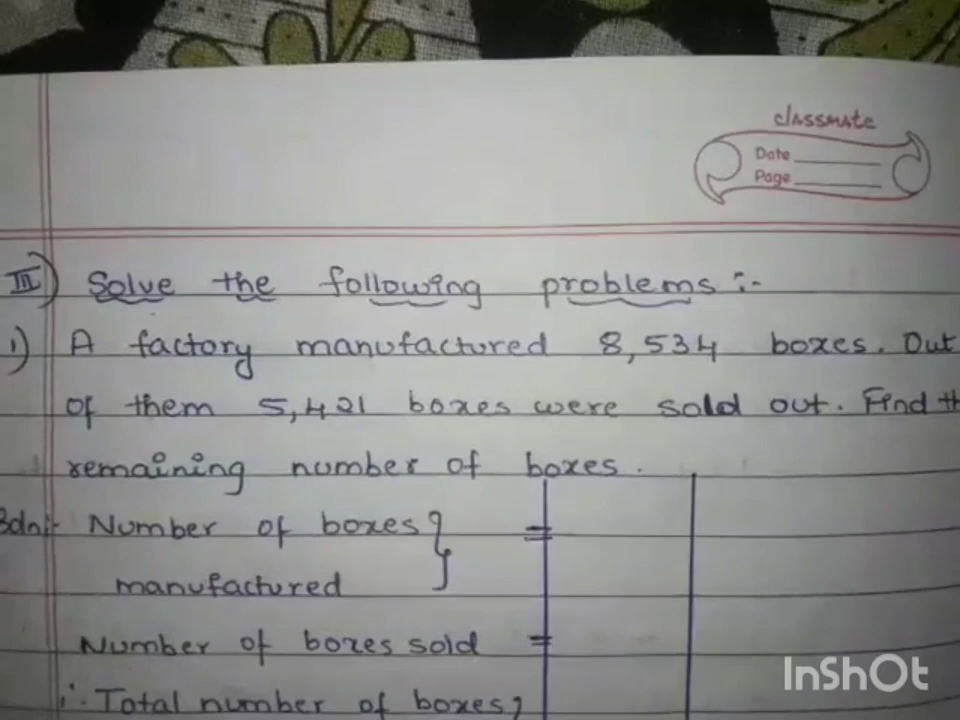 classmate
Date
Page
III) Solve the following problems :-
1) A factory manufactured 8,534 boxes. Out
of them 5,421 boxes were sold out. Find th
remaining number of boxes.
Number of boxes } =
manufactured
Number of boxes sold =
∴ Total number of boxes }
InShOt